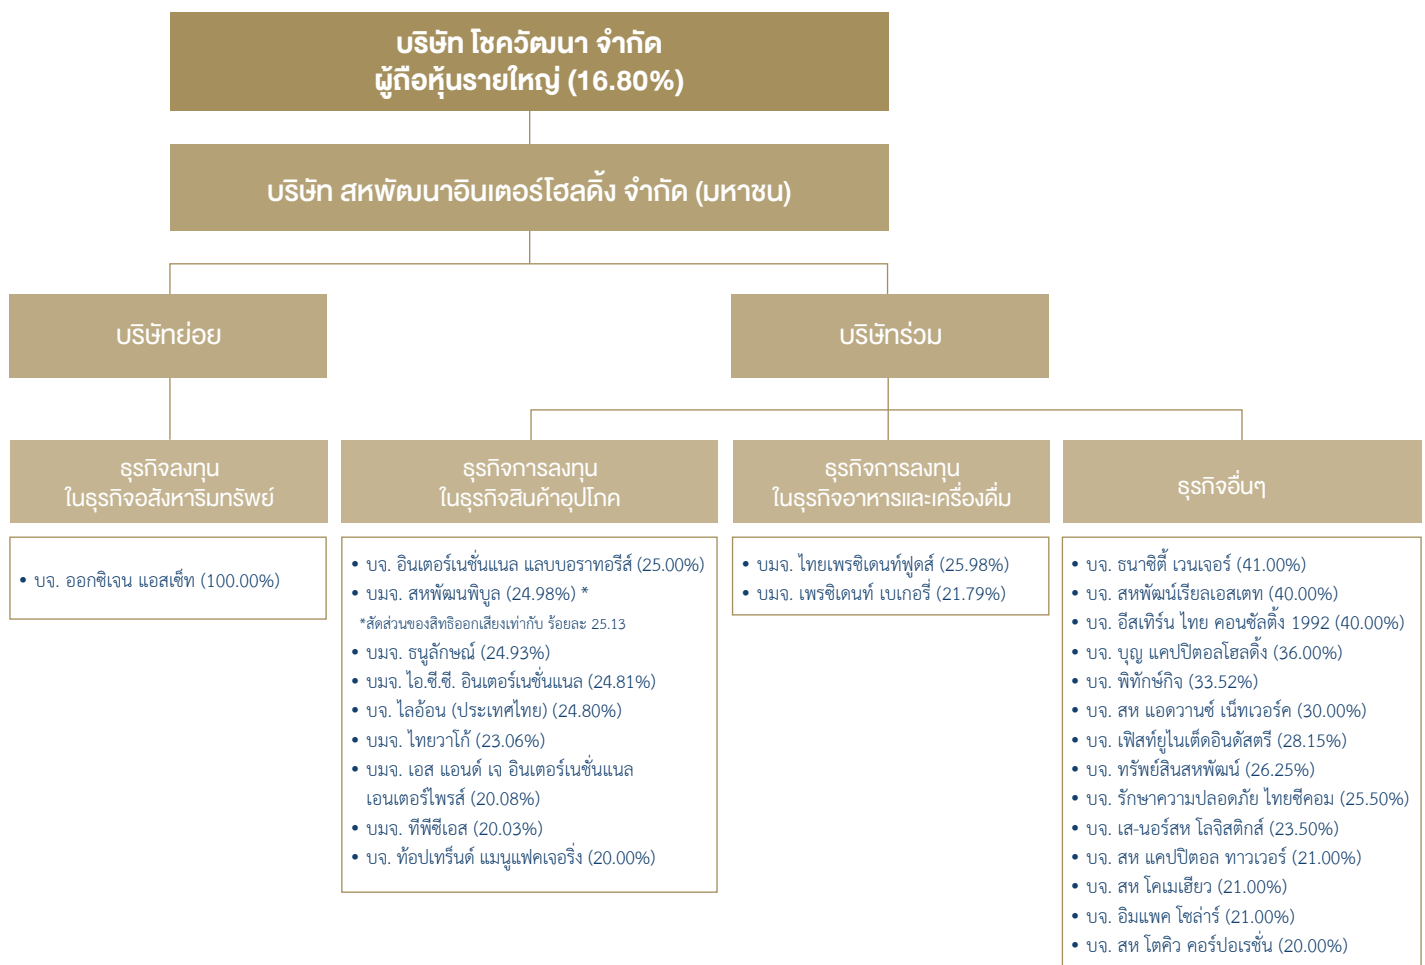 บริษัท โชควัฒนา จำกัด
ผู้ถือหุ้นรายใหญ่ (16.80%)
บริษัท สหพัฒนาอินเตอร์โฮลดิ้ง จำกัด (มหาชน)
บริษัทย่อย
บริษัทร่วม
ธุรกิจลงทุน
ในธุรกิจอสังหาริมทรัพย์
• บจ. ออกซิเจน แอสเซ็ท (100.00%)
ธุรกิจการลงทุน
ในธุรกิจสินค้าอุปโภค
• บจ. อินเตอร์เนชั่นแนล แลบบอราทอรีส์ (25.00%)
• บมจ. สหพัฒนพิบูล (24.98%) *
*สัดส่วนของสิทธิออกเสียงเท่ากับ ร้อยละ 25.13
• บมจ. ธนูลักษณ์ (24.93%)
• บมจ. ไอ.ซี.ซี. อินเตอร์เนชั่นแนล (24.81%)
• บจ. ไลอ้อน (ประเทศไทย) (24.80%)
• บมจ. ไทยวาโก้ (23.06%)
• บมจ. เอส แอนด์ เจ อินเตอร์เนชั่นแนล
เอนเตอร์ไพรส์ (20.08%)
• บมจ. ทีพีซีเอส (20.03%)
• บจ. ท้อปเทร็นด์ แมนูแฟคเจอริ่ง (20.00%)
ธุรกิจการลงทุน
ในธุรกิจอาหารและเครื่องดื่ม
• บมจ. ไทยเพรซิเดนท์ฟูดส์ (25.98%)
• บมจ. เพรซิเดนท์ เบเกอรี่ (21.79%)
ธุรกิจอื่นๆ
• บจ. ธนาซิตี้ เวนเจอร์ (41.00%)
• บจ. สหพัฒน์เรียลเอสเตท (40.00%)
• บจ. อีสเทิร์น ไทย คอนซัลติ้ง 1992 (40.00%)
• บจ. บุญ แคปปิตอลโฮลดิ้ง (36.00%)
• บจ. พิทักษ์กิจ (33.52%)
• บจ. สห แอดวานซ์ เน็ทเวอร์ค (30.00%)
• บจ. เฟิสท์ยูไนเต็ดอินดัสตรี (28.15%)
• บจ. ทรัพย์สินสหพัฒน์ (26.25%)
• บจ. รักษาความปลอดภัย ไทยซีคอม (25.50%)
• บจ. เส-นอร์สห โลจิสติกส์ (23.50%)
• บจ. สห แคปปิตอล ทาวเวอร์ (21.00%)
• บจ. สห โคเมเฮียว (21.00%)
• บจ. อิมแพค โซล่าร์ (21.00%)
• บจ. สห โตคิว คอร์ปอเรชั่น (20.00%)